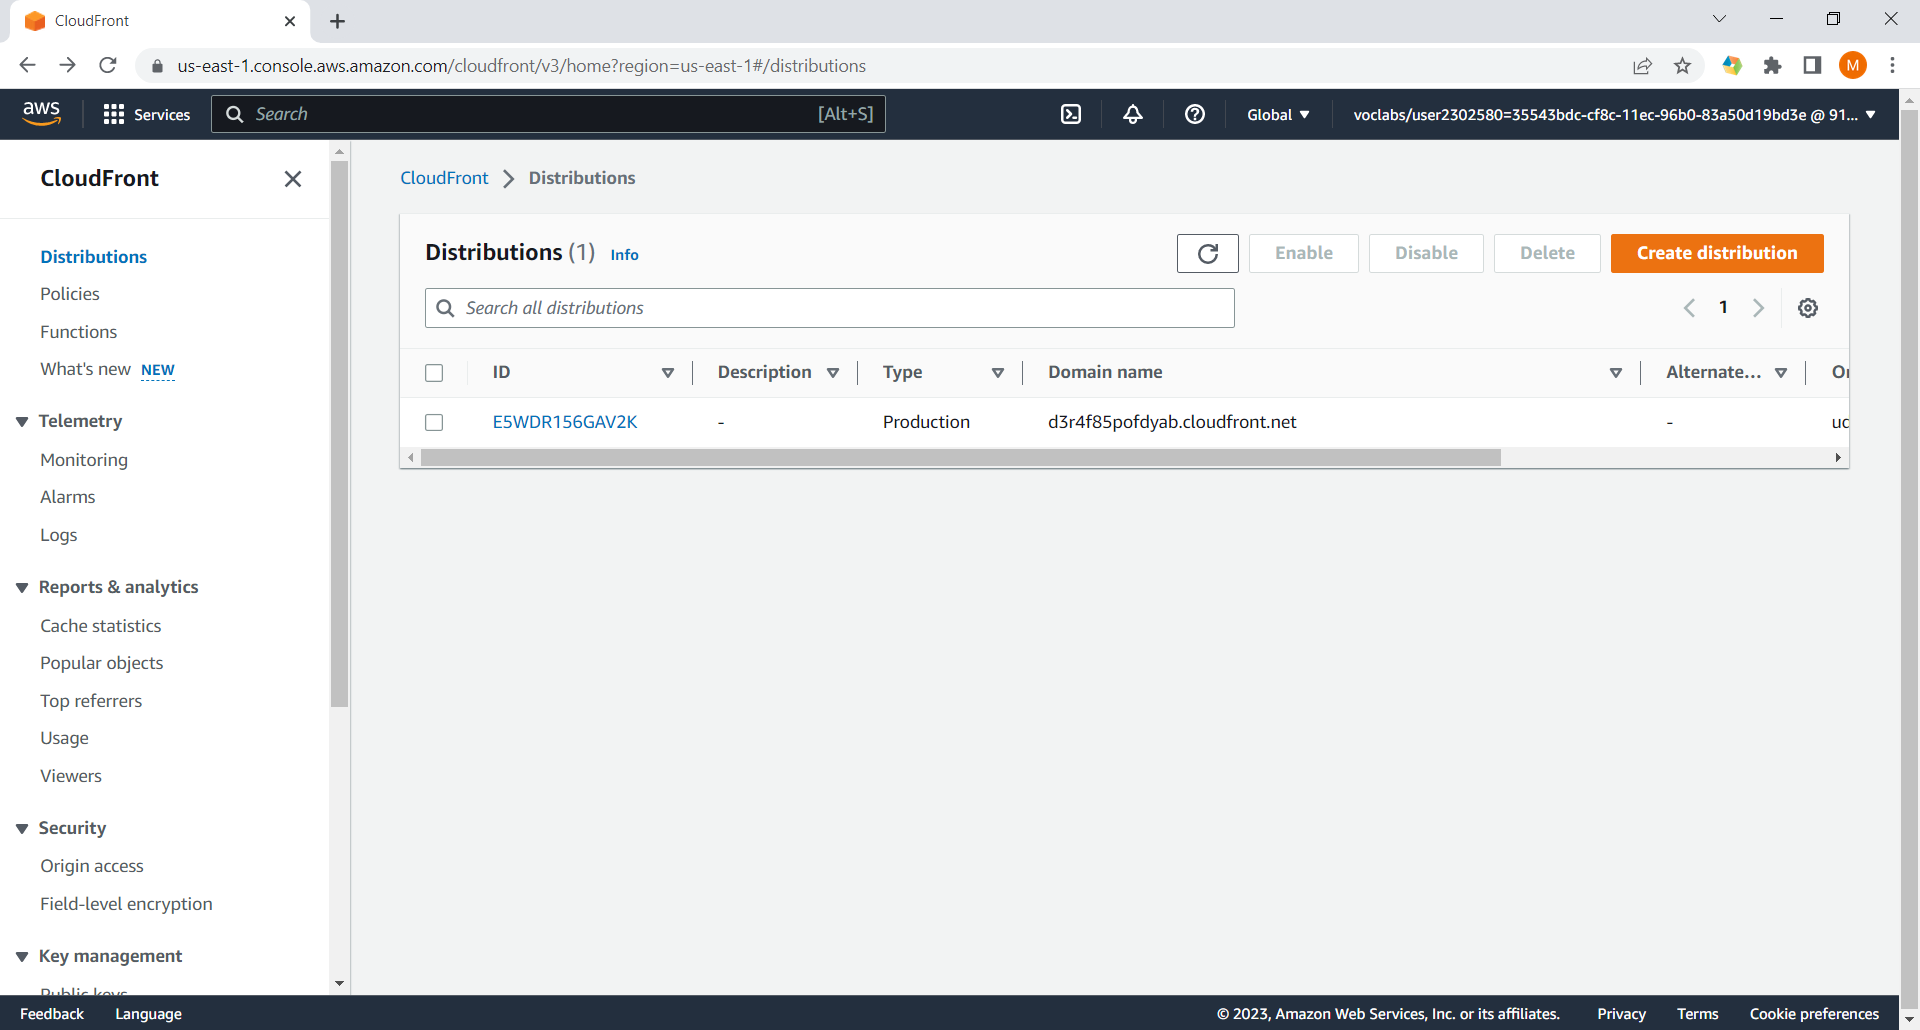 CloudFront
us-east-1.console.aws.amazon.com/cloudfront/v3/home?region=us-east-1#/distributions
M
aws
Services
Search
[Alt+S]
Global
voclabs/user2302580=35543bdc-cf8c-11ec-96b0-83a50d19bd3e @ 91...
CloudFront
Distributions
Policies
Functions
What's new NEW
Telemetry
Monitoring
Alarms
Logs
Reports & analytics
Cache statistics
Popular objects
Top referrers
Usage
Viewers
Security
Origin access
Field-level encryption
Key management
Public keys
CloudFront > Distributions
Distributions (1) Info
Enable
Disable
Delete
Create distribution
Search all distributions
1
ID Description Type Domain name Alternate...
E5WDR156GAV2K - Production d3r4f85pofdyab.cloudfront.net -
Feedback Language © 2023, Amazon Web Services, Inc. or its affiliates. Privacy Terms Cookie preferences